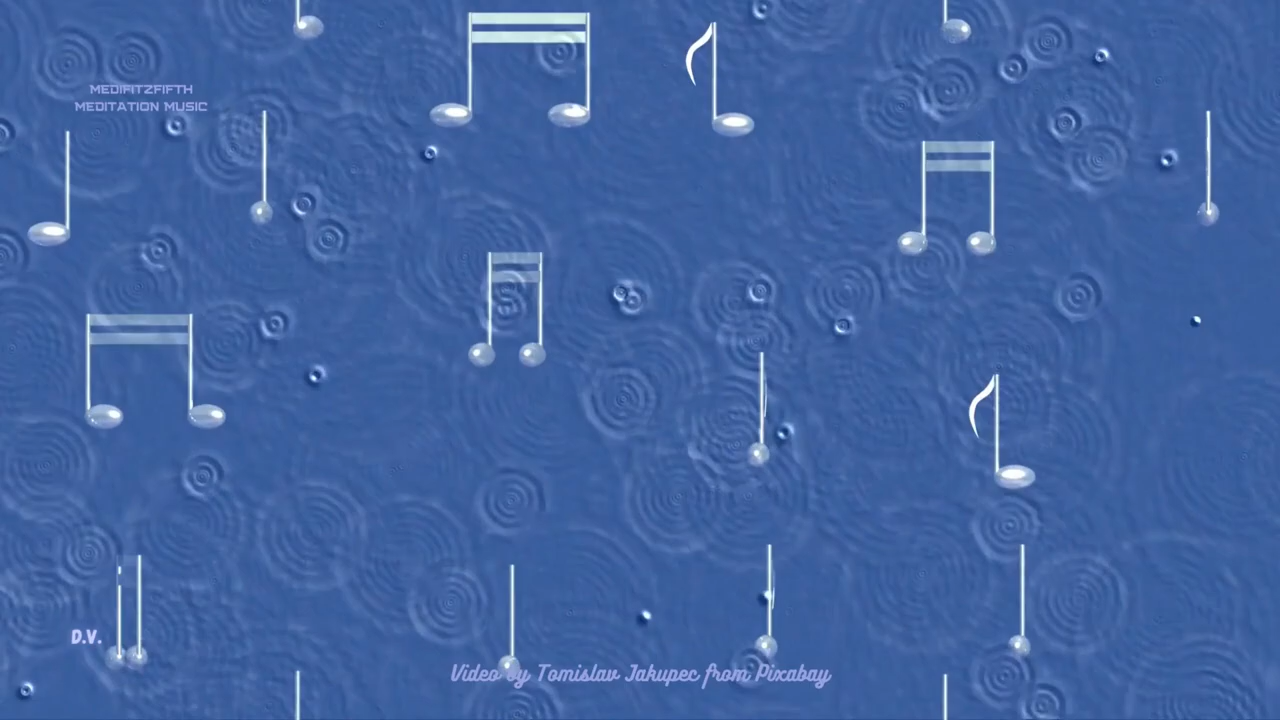 MEDIFITZFIFTH
MEDITATION MUSIC
D.V.
Video by Tomislav Jakupec from Pixabay